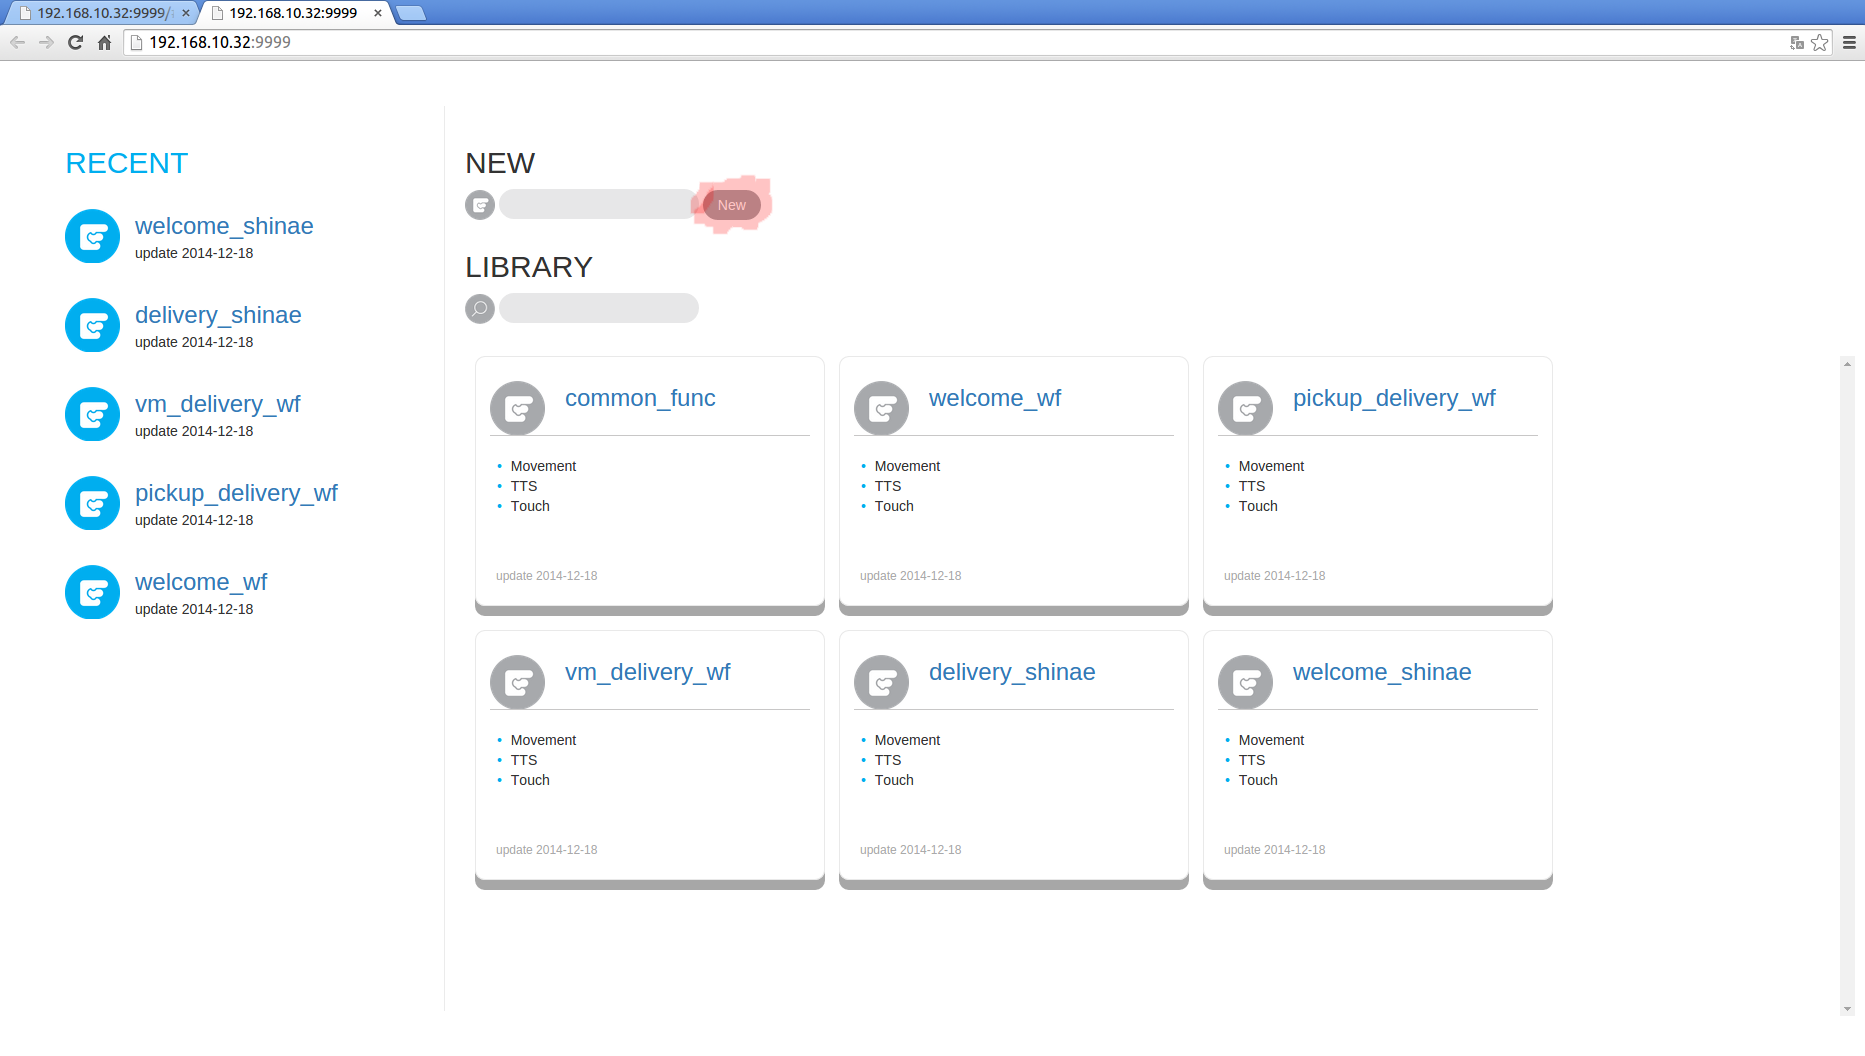 192.168.10.32:9999/
192.168.10.32:9999
192.168.10.32:9999
RECENT
welcome_shinae
update 2014-12-18
delivery_shinae
update 2014-12-18
vm_delivery_wf
update 2014-12-18
pickup_delivery_wf
update 2014-12-18
welcome_wf
update 2014-12-18
NEW
New
LIBRARY
common_func
• Movement
• TTS
• Touch
update 2014-12-18
welcome_wf
• Movement
• TTS
• Touch
update 2014-12-18
pickup_delivery_wf
• Movement
• TTS
• Touch
update 2014-12-18
vm_delivery_wf
• Movement
• TTS
• Touch
update 2014-12-18
delivery_shinae
• Movement
• TTS
• Touch
update 2014-12-18
welcome_shinae
• Movement
• TTS
• Touch
update 2014-12-18